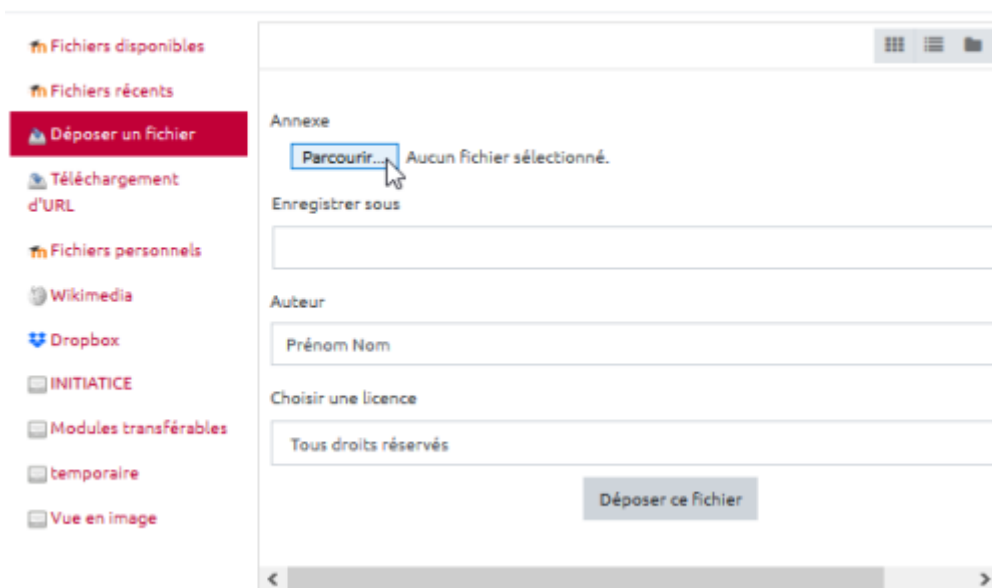 Fichiers disponibles
Fichiers récents
Déposer un fichier
Téléchargement
d'URL
Fichiers personnels
Wikimedia
Dropbox
INITIATICE
Modules transférables
temporaire
Vue en image
Annexe
Parcourir... Aucun fichier sélectionné.
Enregistrer sous
Auteur
Prénom Nom
Choisir une licence
Tous droits réservés
Déposer ce fichier